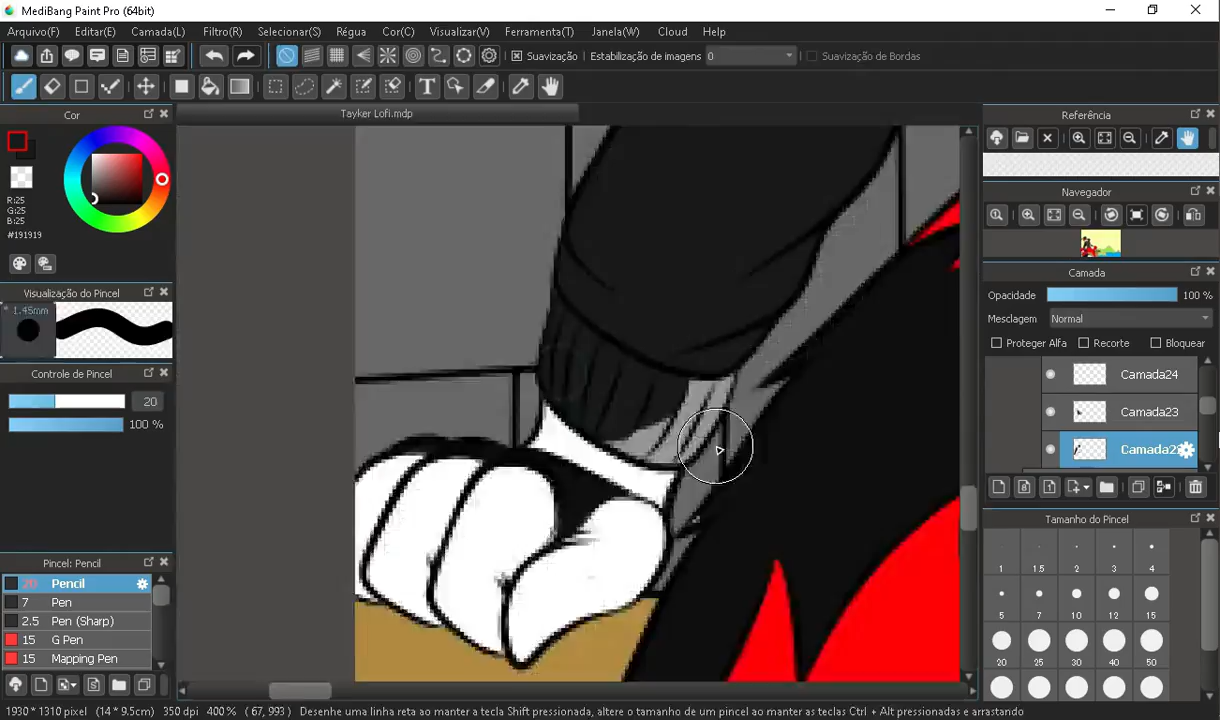 MediBang Paint Pro (64bit)
Arquivo(F) Editar(E) Camada(L) Filtro(R) Selecionar(S) Régua Cor(C) Visualizar(V) Ferramenta(T) Janela(W) Cloud Help
Suavização Estabilização de imagens 0 Suavização de Bordas
Cor
Tayker Lofi.mdp
Referência
R:25
G:25
B:25
#191919
Navegador
Camada
Visualização do Pincel
* 1.45mm
Opacidade 100 %
Mesclagem Normal
Proteger Alfa Recorte Bloquear
Controle de Pincel
20
100 %
Camada24
Camada23
Tamanho do Pincel
1 1.5 2 3 4
5 7 10 12 15
20 25 30 40 50
Pincel: Pencil
20 Pencil
7 Pen
2.5 Pen (Sharp)
15 G Pen
15 Mapping Pen
1930 * 1310 pixel (14 * 9.5cm) 350 dpi 400 % ( 67, 993 ) Desenhe uma linha reta ao manter a tecla Shift pressionada, altere o tamanho de um pincel ao manter as teclas Ctrl + Alt pressionadas e arrastando